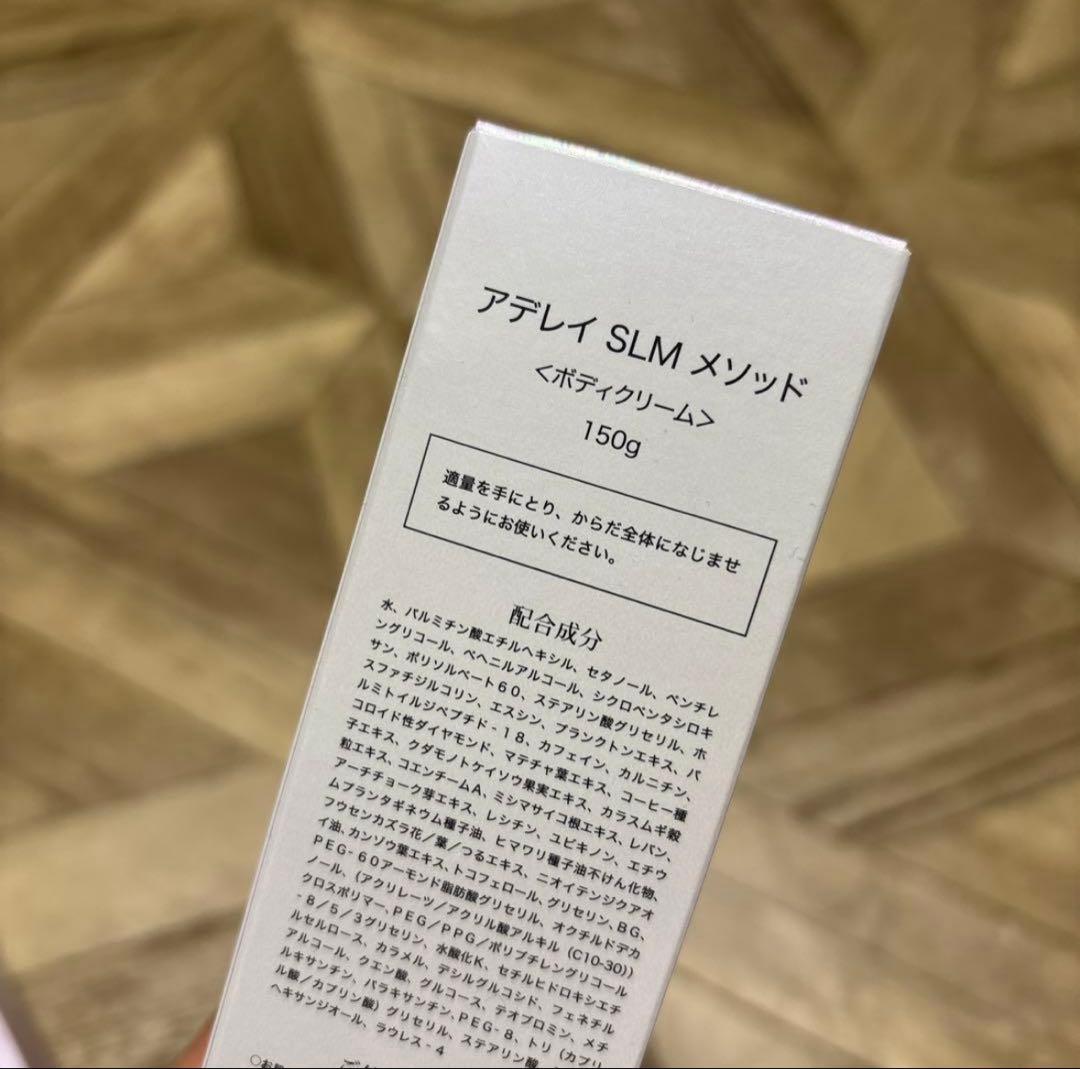 アデレイ SLM メソッド
<ボディクリーム>
150g
適量を手にとり、からだ全体になじませ
るようにお使いください。
配合成分
水、パルミチン酸エチルヘキシル、セタノール、ペンチレ
ングリコール、ベヘニルアルコール、シクロペンタシロキ
サン、ポリソルベート60、ステアリン酸グリセリル、ホ
スファチジルコリン、エスシン、プランクトンエキス、パ
ルミトイルジペプチド-18、カフェイン、カルニチン、
コロイド性ダイヤモンド、マテチャ葉エキス、コーヒー種
子エキス、クダモノトケイソウ果実エキス、カラスムギ穀
粒エキス、コエンチームA、ミシマサイコ根エキス、レバン、
アーチチョーク芽エキス、レシチン、ユビキノン、エチウ
ムプランタギネウム種子油、ヒマワリ種子油不けん化物、
フウセンカズラ花/葉/つるエキス、ニオイテンジクアオ
イ油、カンゾウ葉エキス、トコフェロール、グリセリン、BG、
PEG-60アーモンド脂肪酸グリセリル、オクチルドデカ
ノール、(アクリレーツ/アクリル酸アルキル(C10-30))
クロスポリマー、PEG/PPG/ポリブチレングリコール
-8/5/3グリセリン、水酸化K、セチルヒドロキシエチ
ルセルロース、カラメル、デシルグルコシド、フェネチル
アルコール、クエン酸、グルコース、テオブロミン、メチ
ルキサンチン、パラキサンチン、PEG-8、トリ(カプリ
ル酸/カプリン酸)グリセリル、ステアリン酸
ヘキサンジオール、ラウレス-4